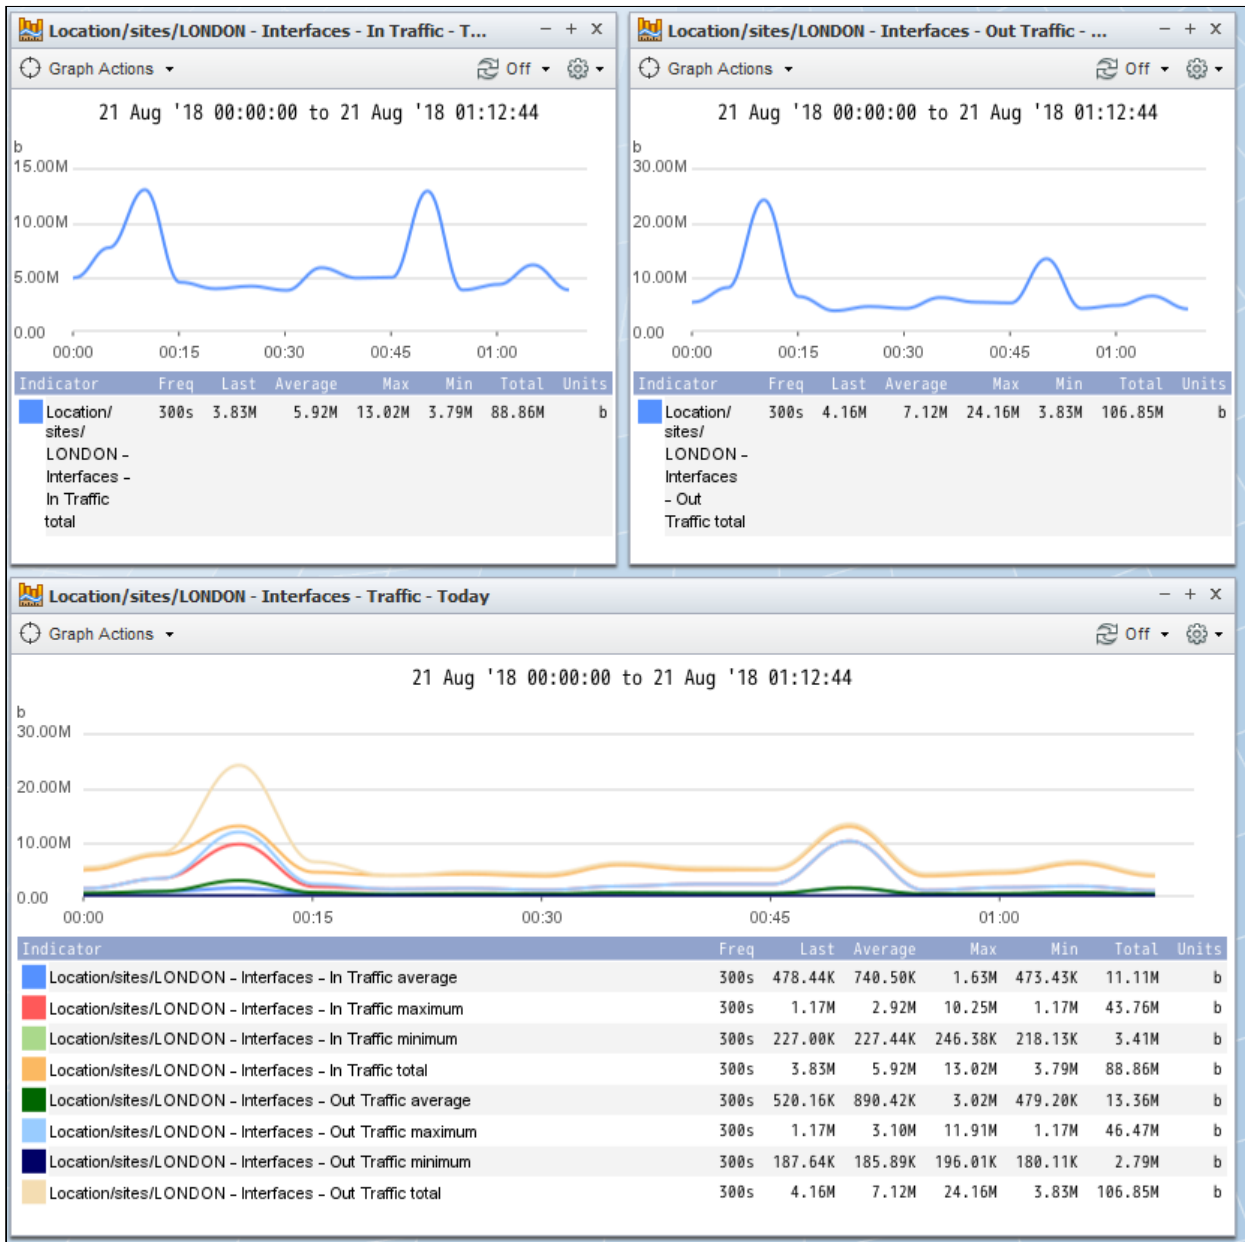 Location/sites/LONDON - Interfaces - In Traffic - T... - + x
Graph Actions Off
21 Aug '18 00:00:00 to 21 Aug '18 01:12:44
b
15.00M
10.00M
5.00M
0.00
00:00 00:15 00:30 00:45 01:00
Indicator Freq Last Average Max Min Total Units
Location/ 300s 3.83M 5.92M 13.02M 3.79M 88.86M b
sites/
LONDON -
Interfaces -
In Traffic
total
Location/sites/LONDON - Interfaces - Out Traffic - ... - + x
Graph Actions Off
21 Aug '18 00:00:00 to 21 Aug '18 01:12:44
b
30.00M
20.00M
10.00M
0.00
00:00 00:15 00:30 00:45 01:00
Indicator Freq Last Average Max Min Total Units
Location/ 300s 4.16M 7.12M 24.16M 3.83M 106.85M b
sites/
LONDON -
Interfaces
- Out
Traffic total
Location/sites/LONDON - Interfaces - Traffic - Today - + x
Graph Actions Off
21 Aug '18 00:00:00 to 21 Aug '18 01:12:44
b
30.00M
20.00M
10.00M
0.00
00:00 00:15 00:30 00:45 01:00
Indicator Freq Last Average Max Min Total Units
Location/sites/LONDON - Interfaces - In Traffic average 300s 478.44K 740.50K 1.63M 473.43K 11.11M b
Location/sites/LONDON - Interfaces - In Traffic maximum 300s 1.17M 2.92M 10.25M 1.17M 43.76M b
Location/sites/LONDON - Interfaces - In Traffic minimum 300s 227.00K 227.44K 246.38K 218.13K 3.41M b
Location/sites/LONDON - Interfaces - In Traffic total 300s 3.83M 5.92M 13.02M 3.79M 88.86M b
Location/sites/LONDON - Interfaces - Out Traffic average 300s 520.16K 890.42K 3.02M 479.20K 13.36M b
Location/sites/LONDON - Interfaces - Out Traffic maximum 300s 1.17M 3.10M 11.91M 1.17M 46.47M b
Location/sites/LONDON - Interfaces - Out Traffic minimum 300s 187.64K 185.89K 196.01K 180.11K 2.79M b
Location/sites/LONDON - Interfaces - Out Traffic total 300s 4.16M 7.12M 24.16M 3.83M 106.85M b